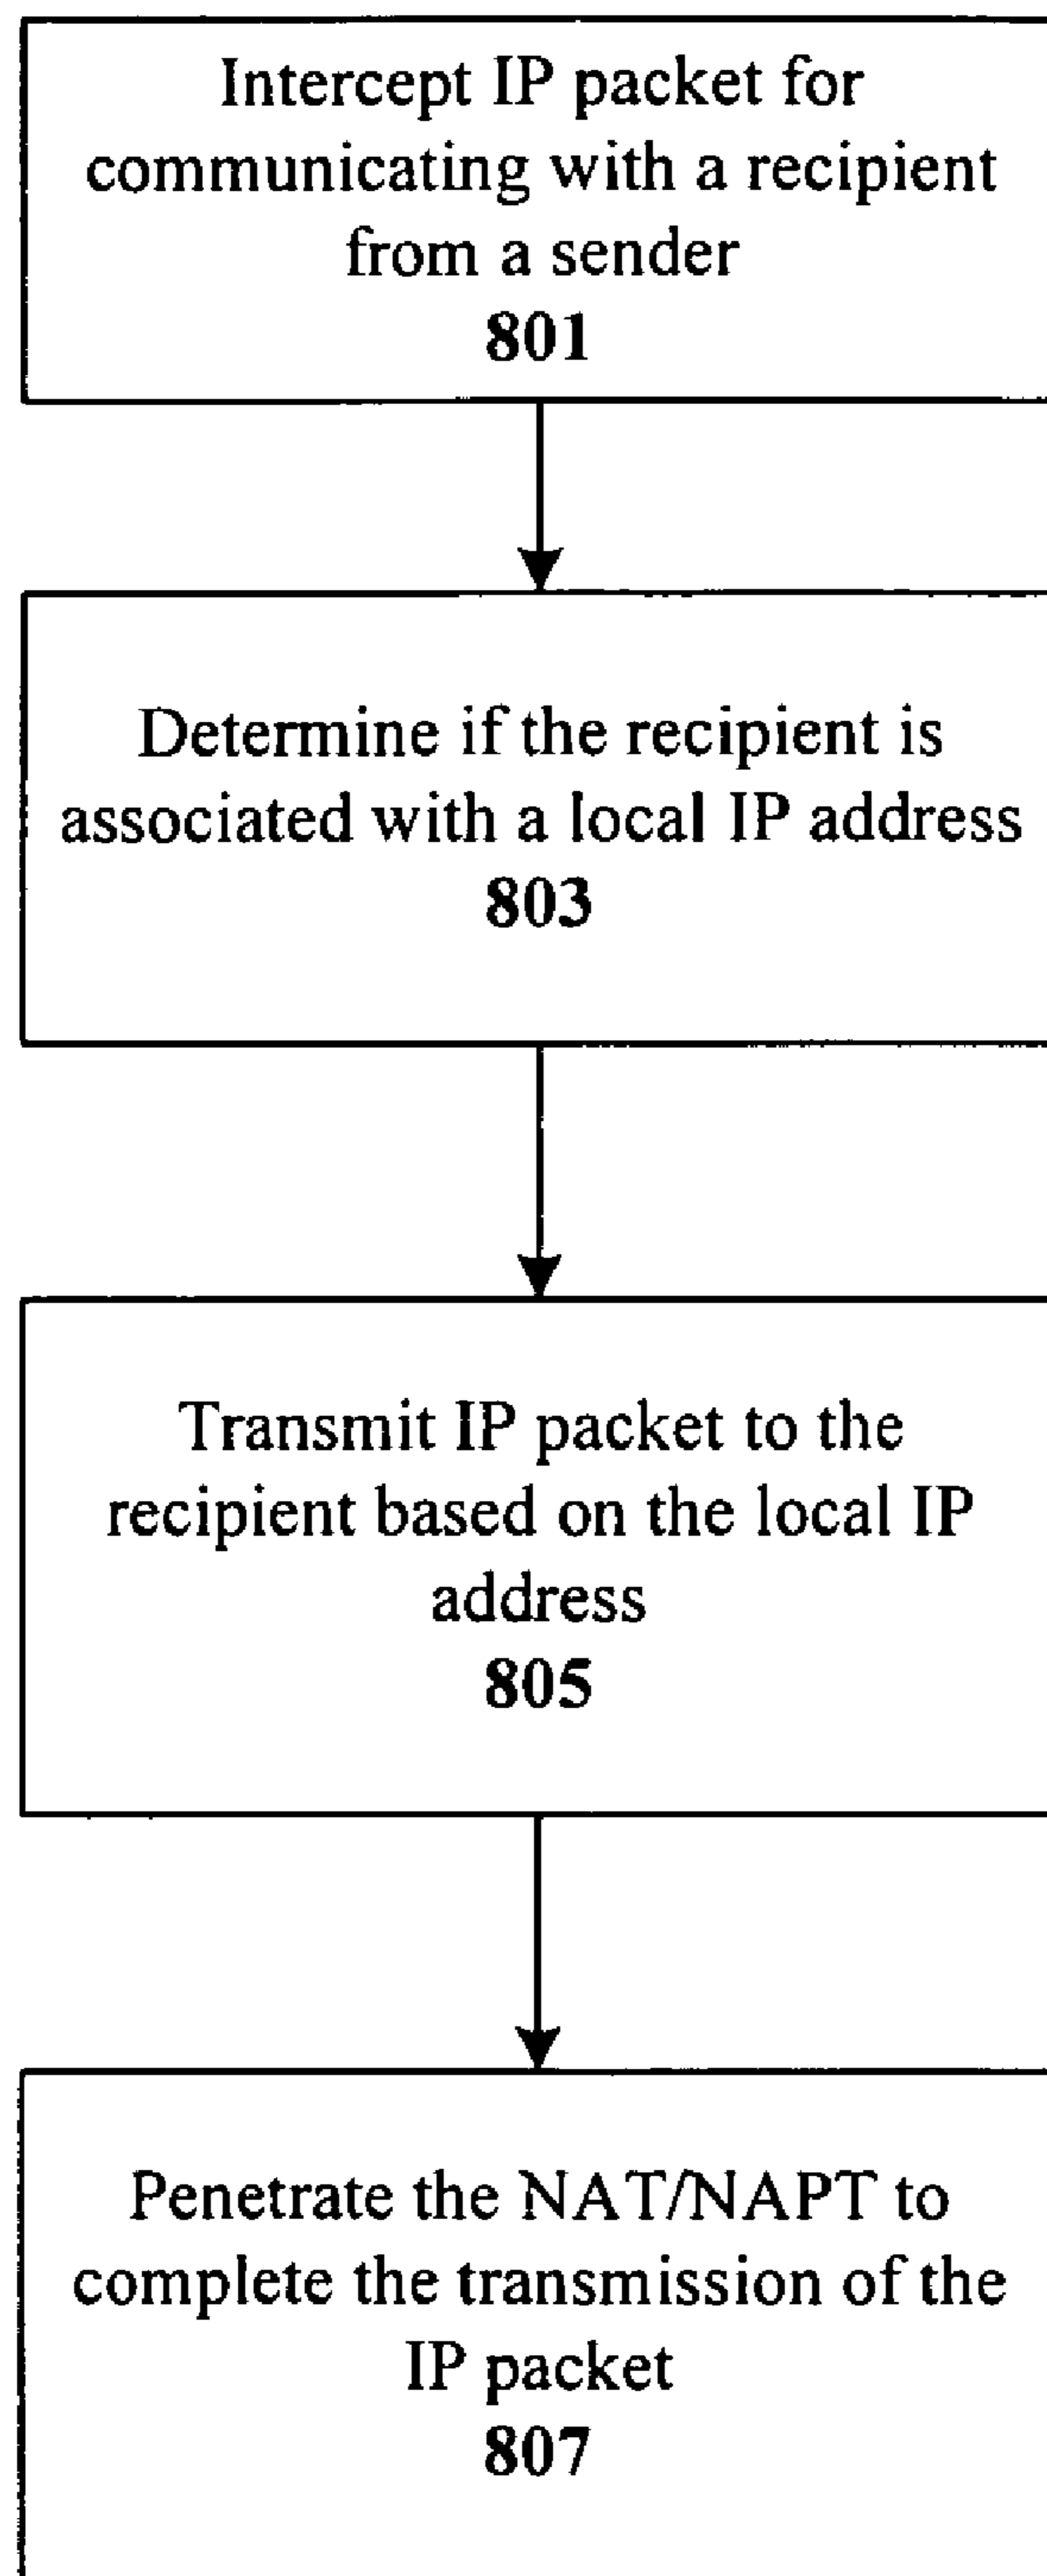 Intercept IP packet for
communicating with a recipient
from a sender
801
Determine if the recipient is
associated with a local IP address
803
Transmit IP packet to the
recipient based on the local IP
address
805
Penetrate the NAT/NAPT to
complete the transmission of the
IP packet
807